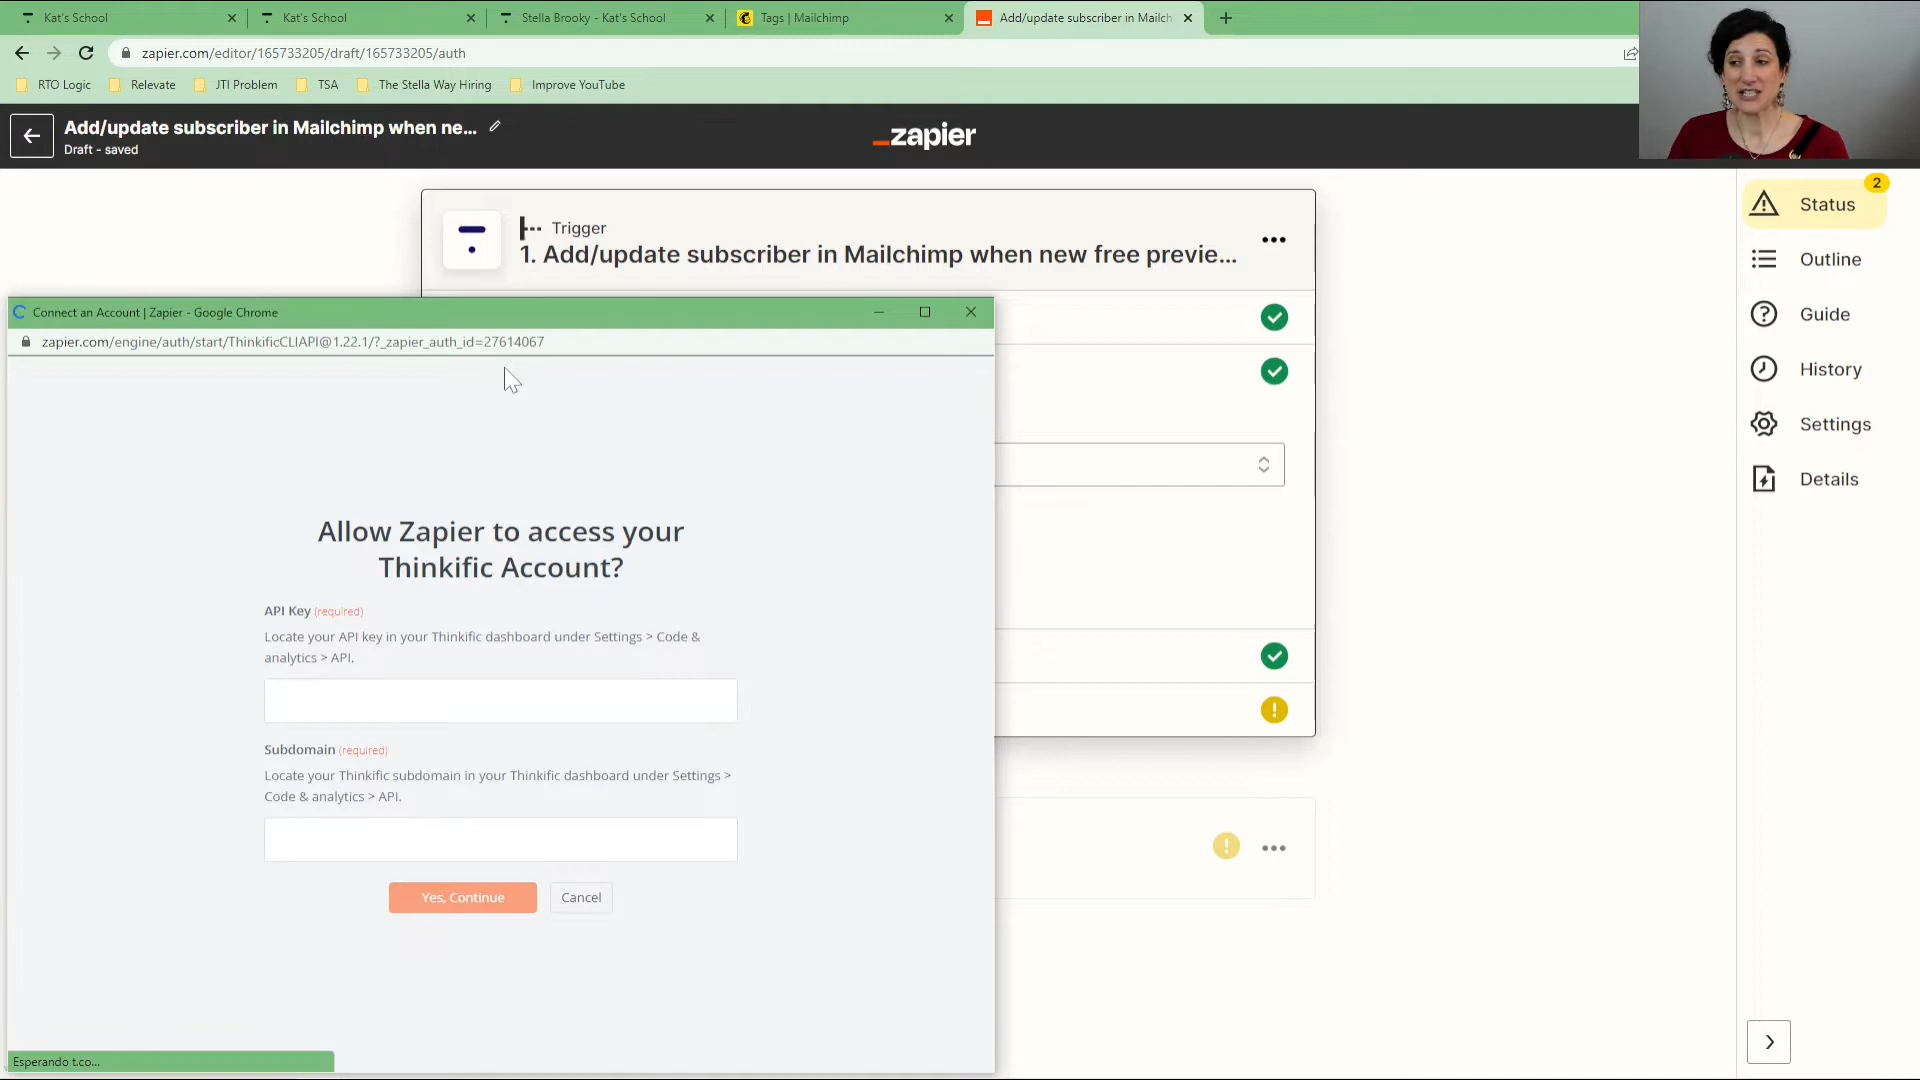 Kat's School
Kat's School
Stella Brooky - Kat's School
Tags | Mailchimp
Add/update subscriber in Mailch
zapier.com/editor/165733205/draft/165733205/auth
RTO Logic
Relevate
JTI Problem
TSA
The Stella Way Hiring
Improve YouTube
Add/update subscriber in Mailchimp when ne...
Draft - saved
_zapier
Trigger
1. Add/update subscriber in Mailchimp when new free previe...
2
Status
Outline
Guide
History
Settings
Details
Connect an Account | Zapier - Google Chrome
zapier.com/engine/auth/start/ThinkificCLIAPI@1.22.1/?_zapier_auth_id=27614067
Allow Zapier to access your
Thinkific Account?
API Key (required)
Locate your API key in your Thinkific dashboard under Settings > Code &
analytics > API.
Subdomain (required)
Locate your Thinkific subdomain in your Thinkific dashboard under Settings >
Code & analytics > API.
Yes, Continue
Cancel
Esperando t.co...